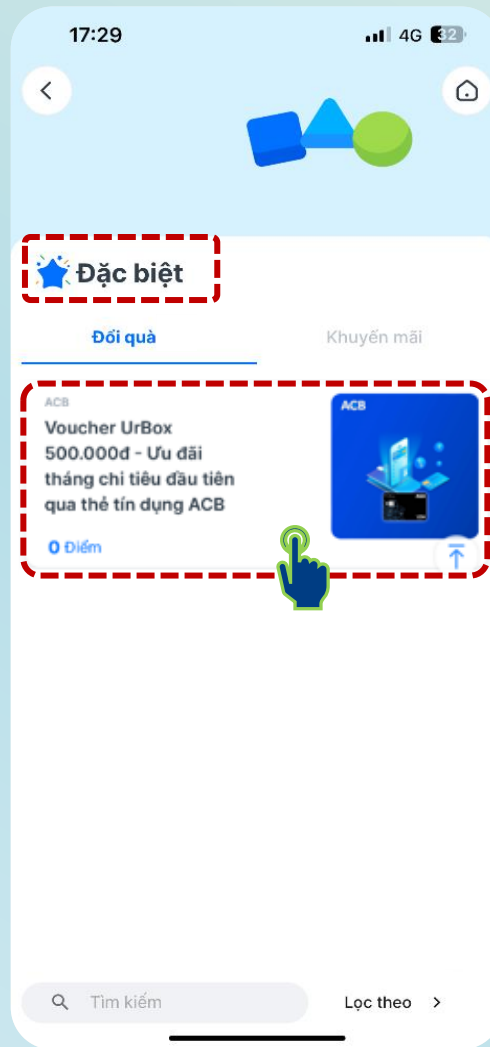 17:29
4G 32
Đặc biệt
Đổi quà
Khuyến mãi
ACB
Voucher UrBox
500.000đ - Ưu đãi
tháng chi tiêu đầu tiên
qua thẻ tín dụng ACB
0 Điểm
ACB
Tìm kiếm
Lọc theo